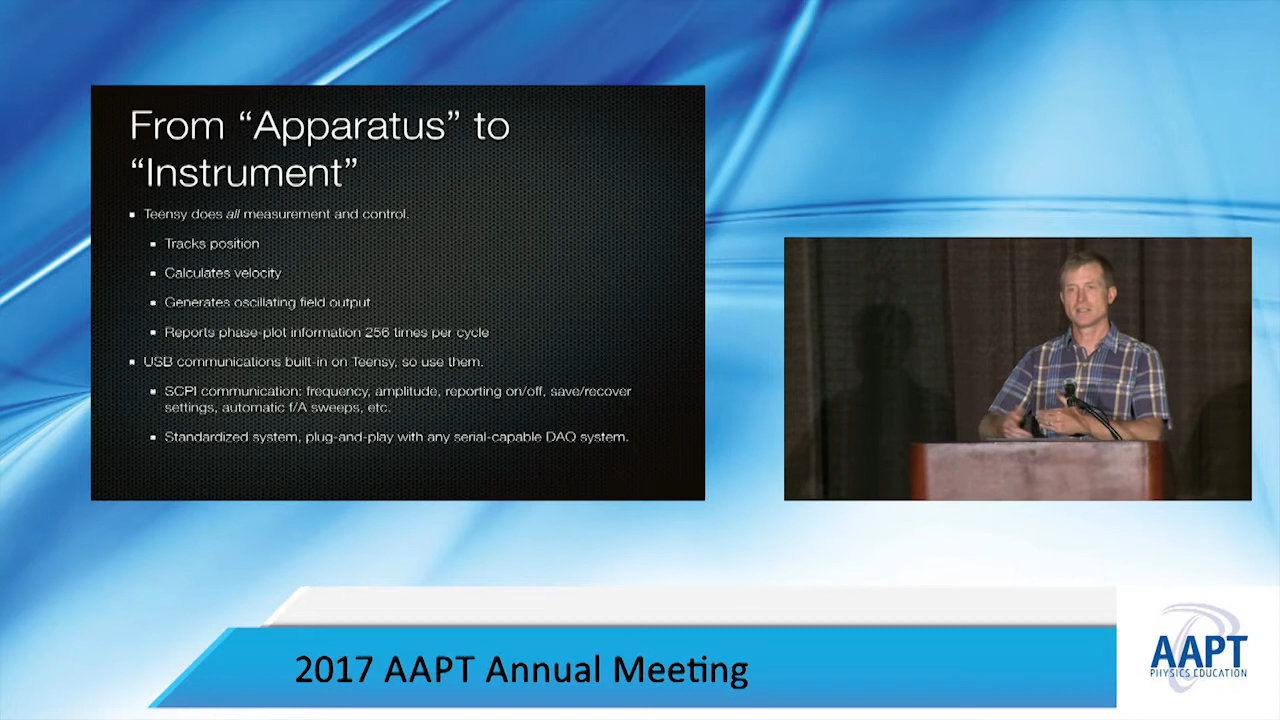 From “Apparatus” to
“Instrument”
Teensy does all measurement and control.
Tracks position
Calculates velocity
Generates oscillating field output
Reports phase-plot information 256 times per cycle
USB communications built-in on Teensy, so use them.
SCPI communication: frequency, amplitude, reporting on/off, save/recover
settings, automatic f/A sweeps, etc.
Standardized system, plug-and-play with any serial-capable DAQ system.
2017 AAPT Annual Meeting
AAPT
PHYSICS EDUCATION